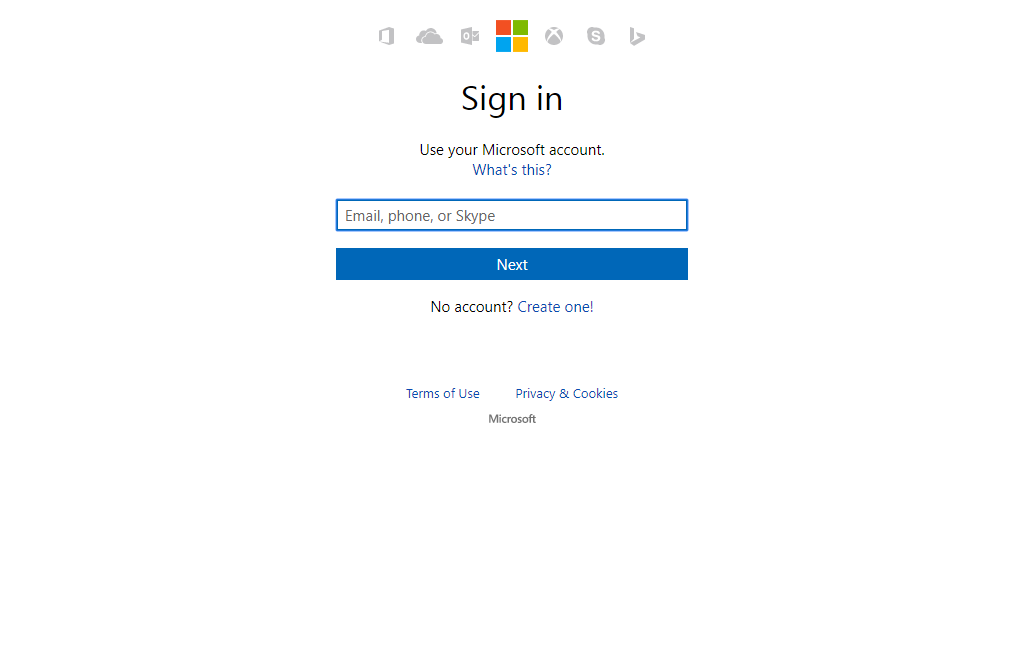 Sign in
Use your Microsoft account.
What's this?
Email, phone, or Skype
Next
No account? Create one!
Terms of Use Privacy & Cookies
Microsoft